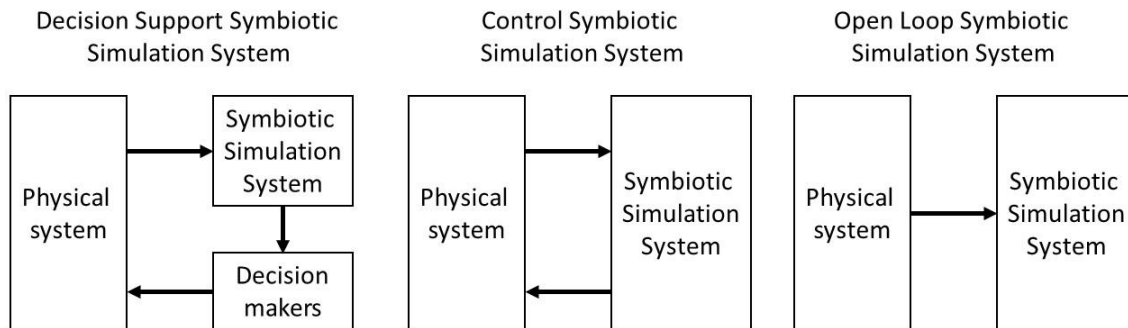 Decision Support Symbiotic
Simulation System
Physical
system
Symbiotic
Simulation
System
Decision
makers
Control Symbiotic
Simulation System
Physical
system
Symbiotic
Simulation
System
Open Loop Symbiotic
Simulation System
Physical
system
Symbiotic
Simulation
System